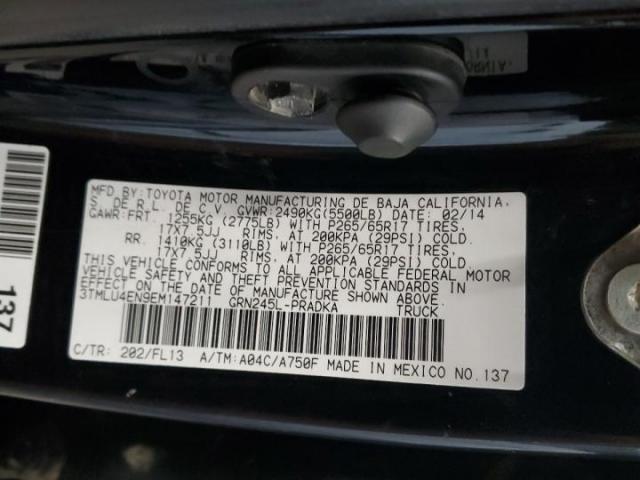 MFD.BY:TOYOTA MOTOR MANUFACTURING DE BAJA CALIFORNIA,
S. DE R.L. DE C.V. GVWR:2490KG(5500LB) DATE: 02/14
GAWR:FRT. 1255KG (2775LB) WITH P265/65R17 TIRES,
17X7.5JJ RIMS, AT 200KPA (29PSI) COLD.
RR. 1410KG (3110LB) WITH P265/65R17 TIRES,
17X7.5JJ RIMS, AT 200KPA (29PSI) COLD.
THIS VEHICLE CONFORMS TO ALL APPLICABLE FEDERAL MOTOR
VEHICLE SAFETY AND THEFT PREVENTION STANDARDS IN
EFFECT ON THE DATE OF MANUFACTURE SHOWN ABOVE.
3TMLU4EN9EM147211 GRN245L-PRADKA TRUCK
C/TR: 202/FL13 A/TM:A04C/A750F MADE IN MEXICO NO.137
137